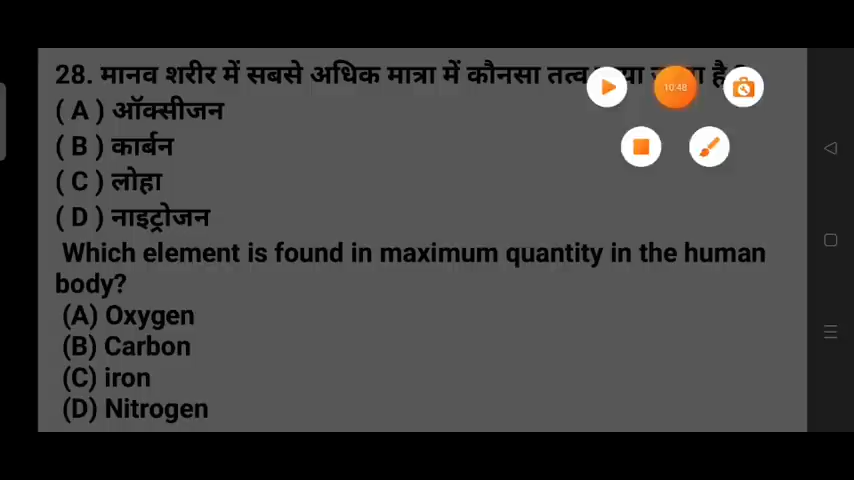 28. मानव शरीर में सबसे अधिक मात्रा में कौनसा तत्व है ?
( A ) ऑक्सीजन
( B ) कार्बन
( C ) लोहा
( D ) नाइट्रोजन
Which element is found in maximum quantity in the human
body?
(A) Oxygen
(B) Carbon
(C) iron
(D) Nitrogen
10:48